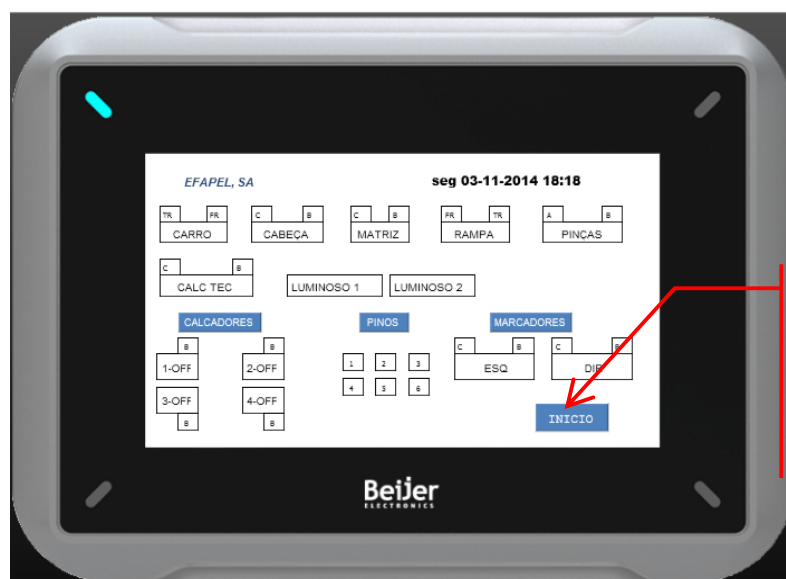 EFAPEL, SA seg 03-11-2014 18:18
TR FR C B C B FR TR A B
CARRO CABEÇA MATRIZ RAMPA PINÇAS
C B
CALC TEC LUMINOSO 1 LUMINOSO 2
CALCADORES PINOS MARCADORES
B B C B C B
1-OFF 2-OFF 1 2 3 ESQ DIR
4 5 6
3-OFF 4-OFF
B B INICIO
Beijer
ELECTRONICS